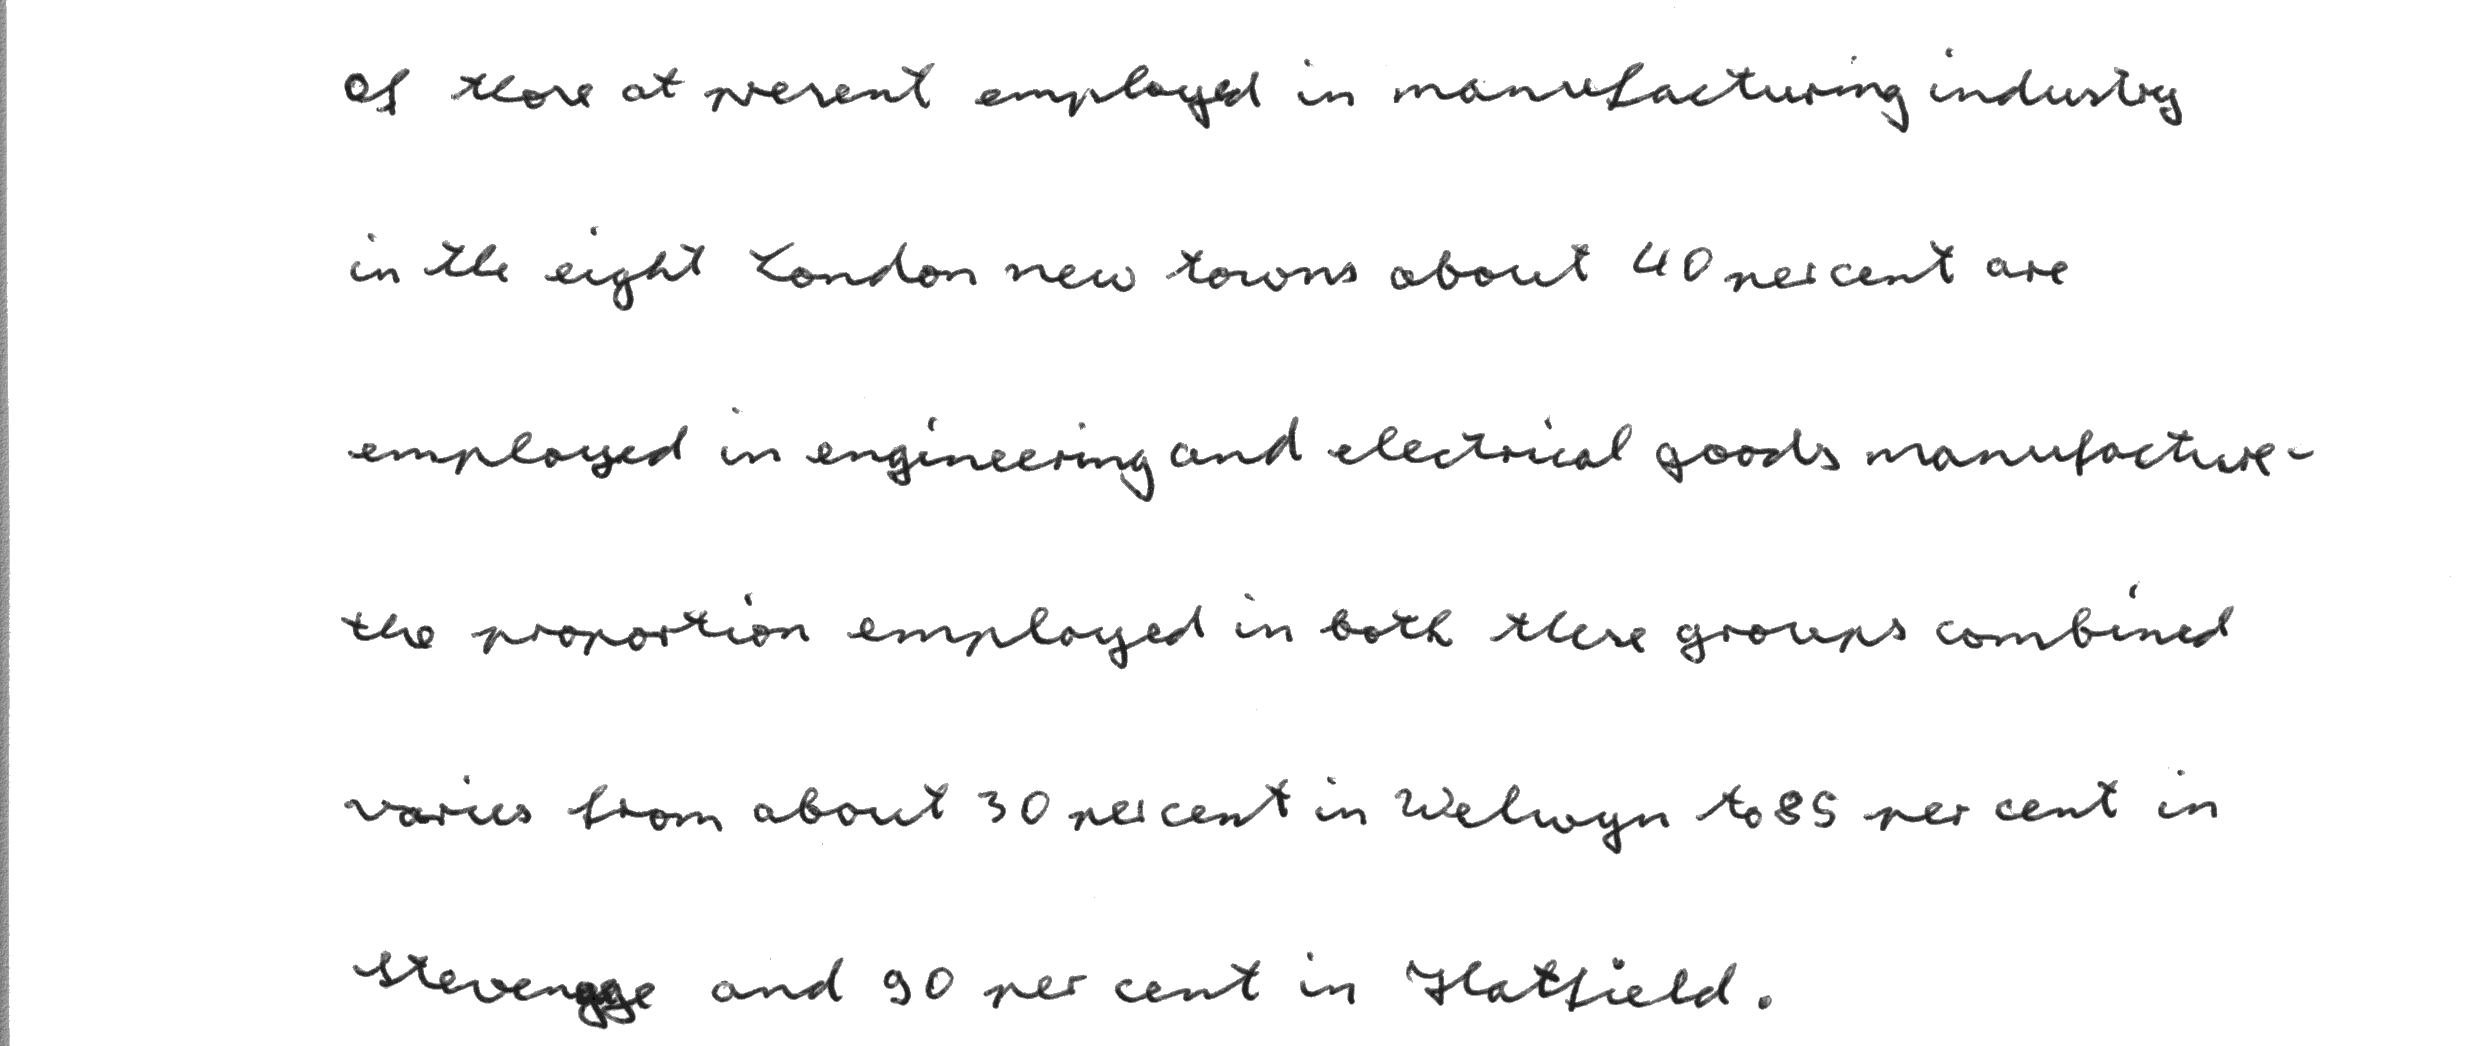 Of those at present employed in manufacturing industry
in the eight London new towns about 40 per cent are
employed in engineering and electrical goods manufacture-
the proportion employed in both these groups combined
varies from about 30 per cent in Welwyn to 85 per cent in
Stevenage and 90 per cent in Hatfield.